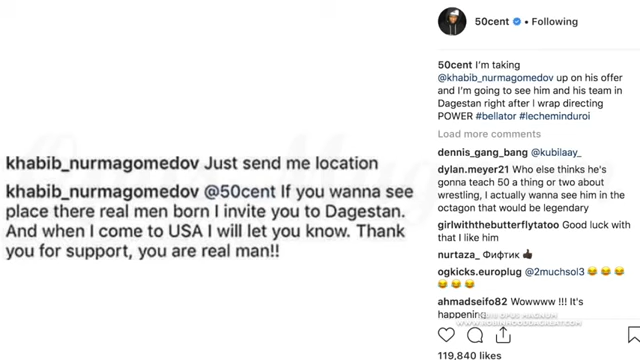 khabib_nurmagomedov Just send me location
khabib_nurmagomedov @50cent If you wanna see
place there real men born I invite you to Dagestan.
And when I come to USA I will let you know. Thank
you for support, you are real man!!
50cent • Following
50cent I'm taking
@khabib_nurmagomedov up on his offer
and I'm going to see him and his team in
Dagestan right after I wrap directing
POWER #bellator #lecheminduroi
Load more comments
dennis_gang_bang @kubilaay_
dylan.meyer21 Who else thinks he's
gonna teach 50 a thing or two about
wrestling, I actually wanna see him in the
octagon that would be legendary
girlwiththebutterflytatoo Good luck with
that I like him
nurtaza_ Фифтик 👍🏿
ogkicks.europlug @2muchsol3 😂😂😂
😂😂😂😂
ahmadseifo82 Wowwww !!! It's
happening
OPUS MAGNUM
119,840 likes